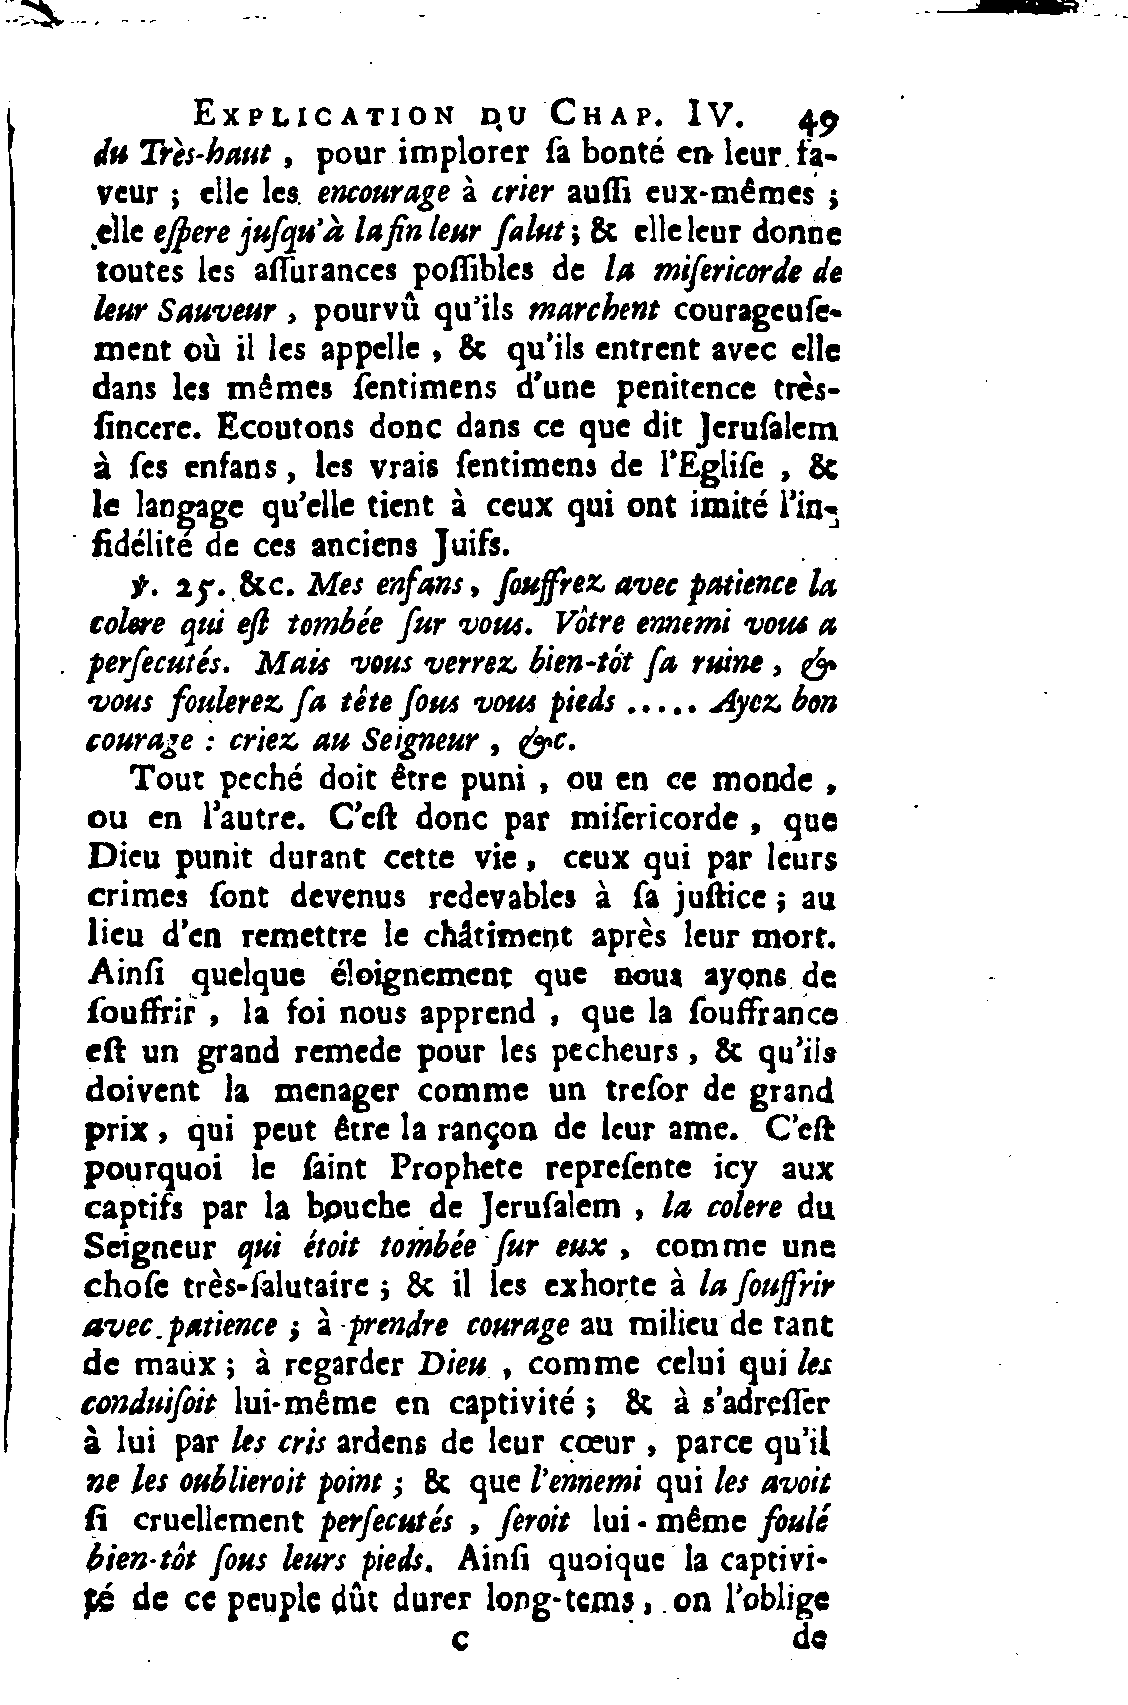 EXPLICATION DU CHAP. IV. 49
du Très-haut, pour implorer ſa bonté en leur fa-
veur ; elle les encourage à crier auſſi eux-mêmes ;
elle eſpere juſqu'à la fin leur ſalut ; & elle leur donne
toutes les aſſurances poſſibles de la miſericorde de
leur Sauveur, pourvû qu'ils marchent courageuſe-
ment où il les appelle, & qu'ils entrent avec elle
dans les mêmes ſentimens d'une penitence très-
ſincere. Ecoutons donc dans ce que dit Jeruſalem
à ſes enfans, les vrais ſentimens de l'Egliſe, &
le langage qu'elle tient à ceux qui ont imité l'in-
fidélité de ces anciens Juifs.
℣. 25. &c. Mes enfans, ſouffrez avec patience la
colere qui eſt tombée ſur vous. Vôtre ennemi vous a
perſecutés. Mais vous verrez bien-tôt ſa ruine, &
vous foulerez ſa tête ſous vous pieds ..... Ayez bon
courage : criez au Seigneur, &c.
Tout peché doit être puni, ou en ce monde,
ou en l'autre. C'eſt donc par miſericorde, que
Dieu punit durant cette vie, ceux qui par leurs
crimes ſont devenus redevables à ſa juſtice ; au
lieu d'en remettre le châtiment après leur mort.
Ainſi quelque éloignement que nous ayons de
ſouffrir, la foi nous apprend, que la ſouffrance
eſt un grand remede pour les pecheurs, & qu'ils
doivent la menager comme un treſor de grand
prix, qui peut être la rançon de leur ame. C'eſt
pourquoi le ſaint Prophete repreſente icy aux
captifs par la bouche de Jeruſalem, la colere du
Seigneur qui étoit tombée ſur eux, comme une
choſe très-ſalutaire ; & il les exhorte à la ſouffrir
avec patience ; à prendre courage au milieu de tant
de maux ; à regarder Dieu, comme celui qui les
conduiſoit lui-même en captivité ; & à s'adreſſer
à lui par les cris ardens de leur cœur, parce qu'il
ne les oublieroit point ; & que l'ennemi qui les avoit
ſi cruellement perſecutés, ſeroit lui-même foulé
bien-tôt ſous leurs pieds. Ainſi quoique la captivi-
té de ce peuple dût durer long-tems, on l'oblige
C de